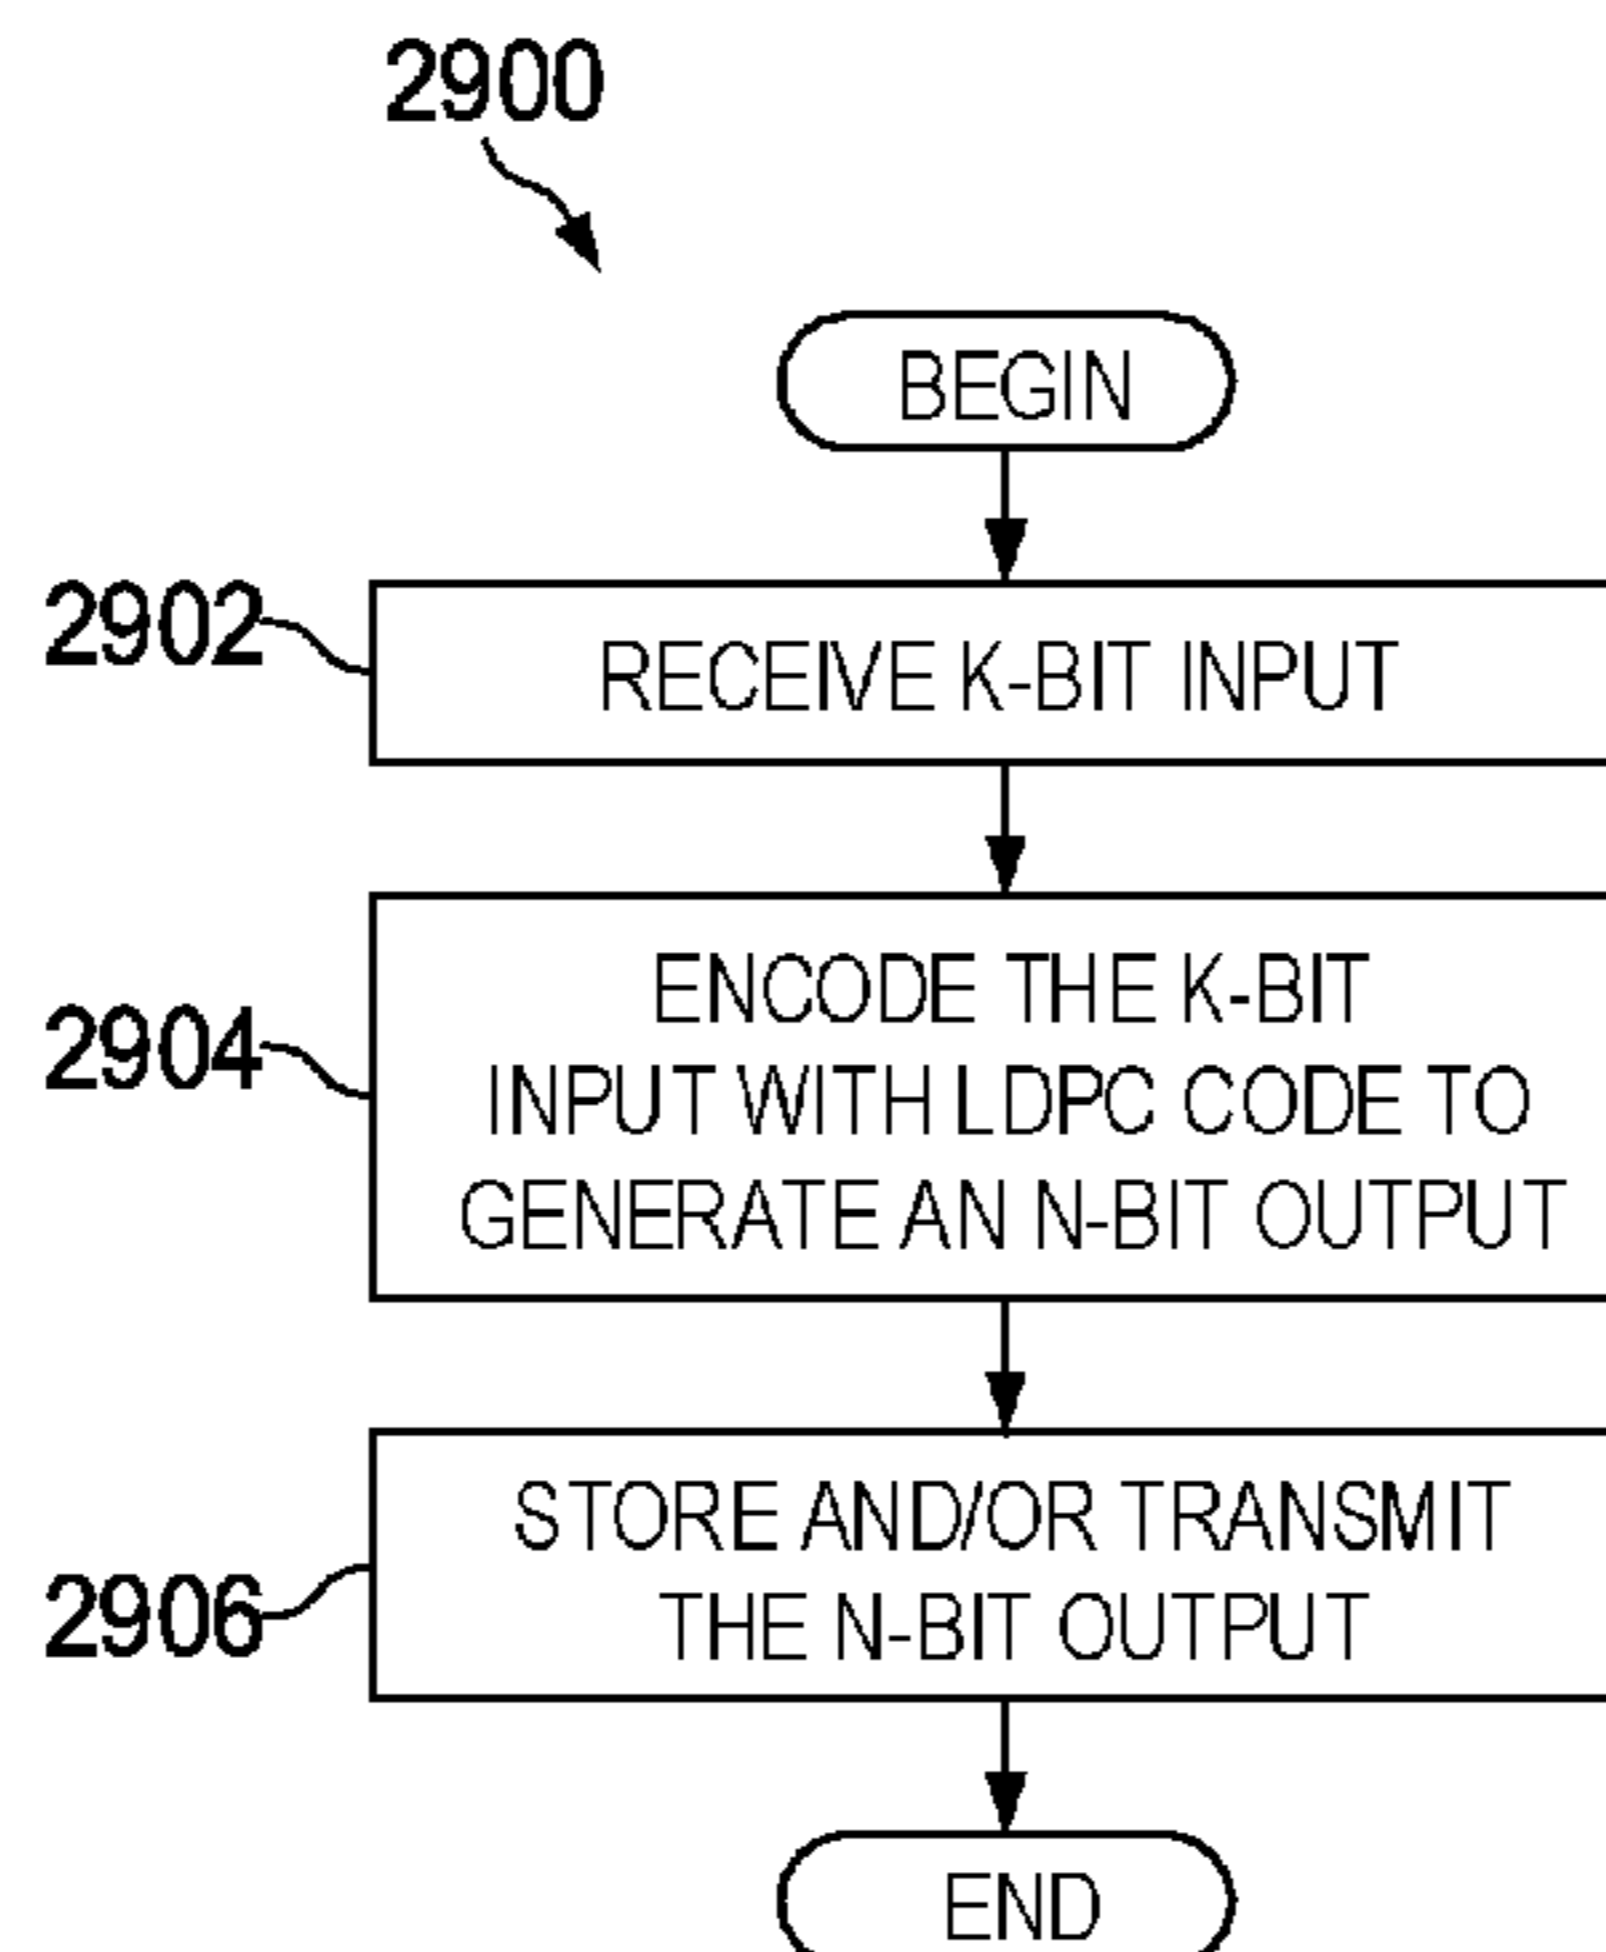 2900
BEGIN
2902
RECEIVE K-BIT INPUT
2904
ENCODE THE K-BIT
INPUT WITH LDPC CODE TO
GENERATE AN N-BIT OUTPUT
2906
STORE AND/OR TRANSMIT
THE N-BIT OUTPUT
END